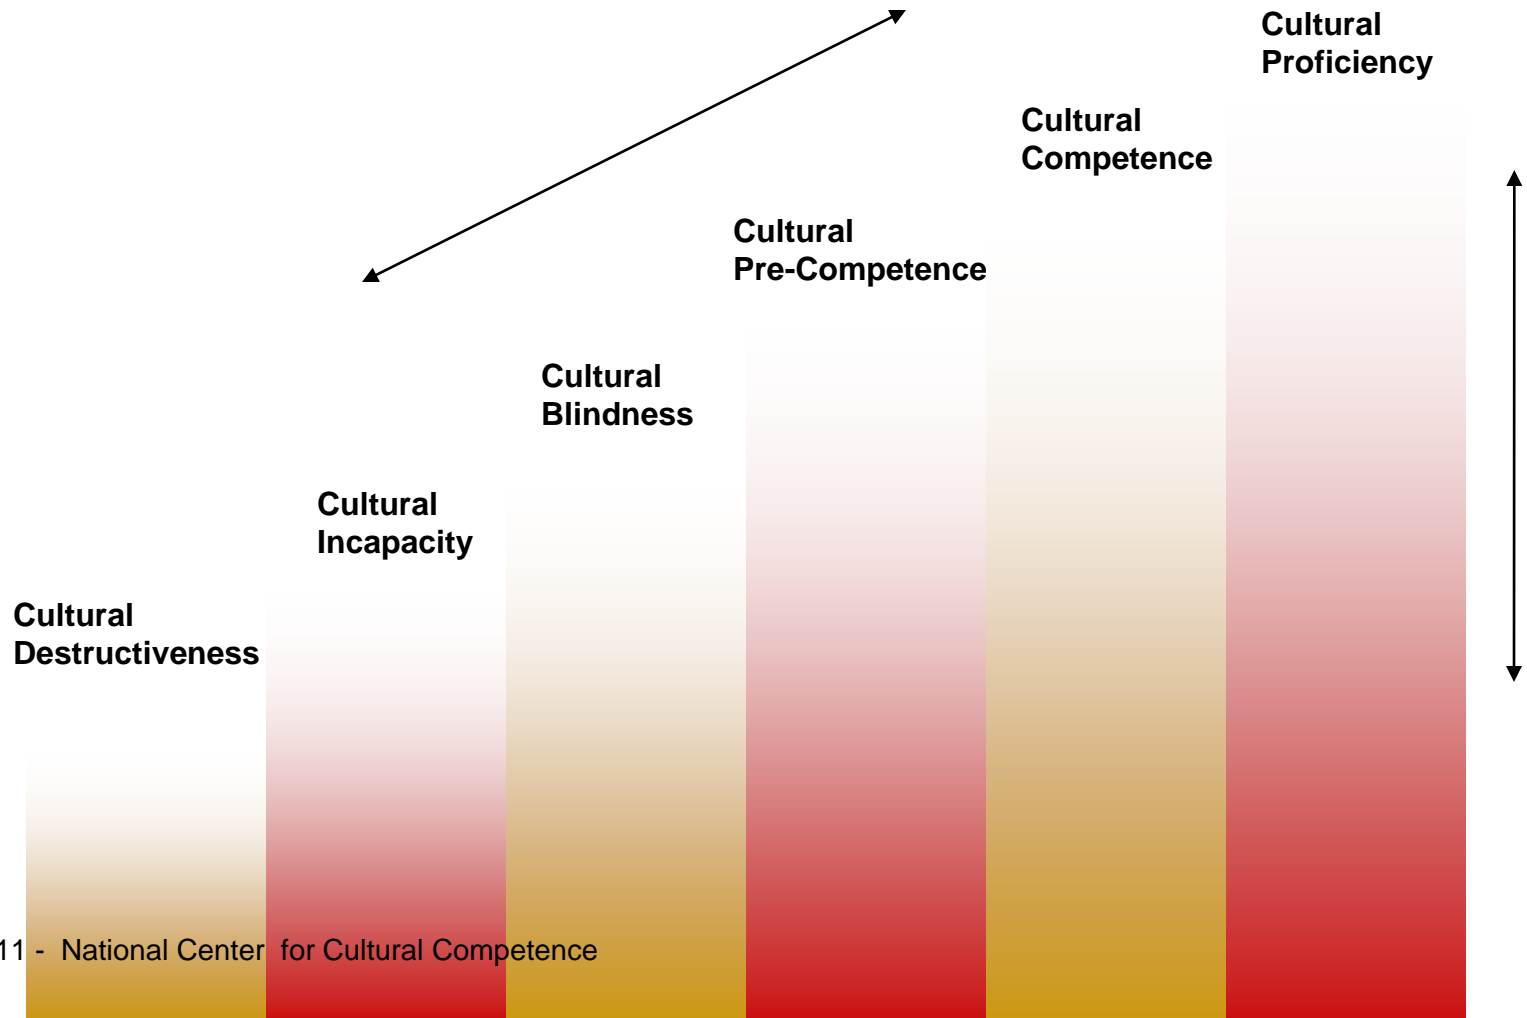 Cultural
Proficiency
Cultural
Competence
Cultural
Pre-Competence
Cultural
Blindness
Cultural
Incapacity
Cultural
Destructiveness
11 - National Center for Cultural Competence